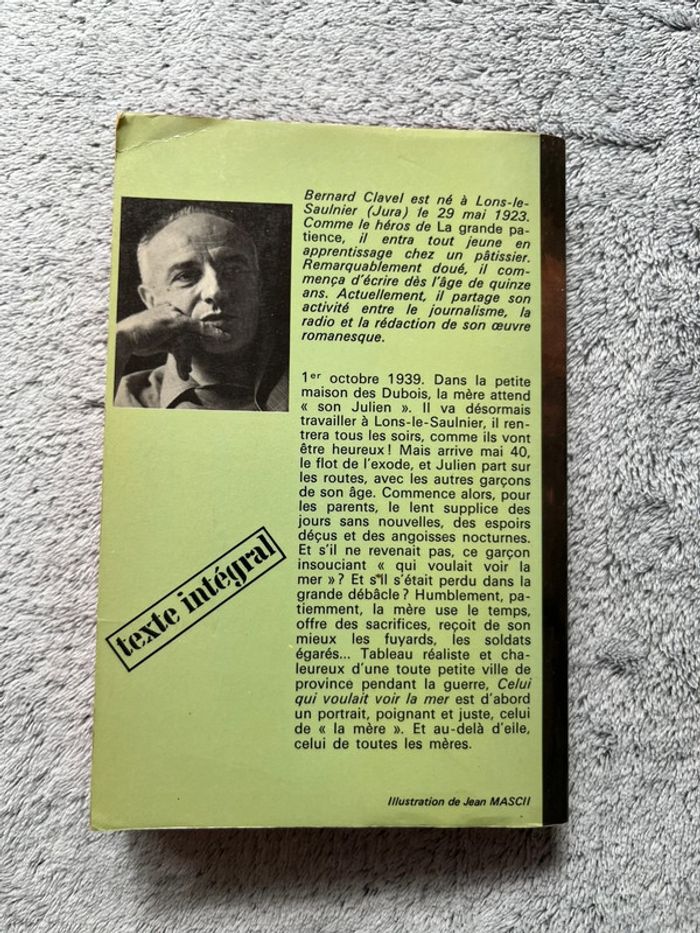 Bernard Clavel est né à Lons-le-
Saulnier (Jura) le 29 mai 1923.
Comme le héros de La grande pa-
tience, il entra tout jeune en
apprentissage chez un pâtissier.
Remarquablement doué, il com-
mença d'écrire dès l'âge de quinze
ans. Actuellement, il partage son
activité entre le journalisme, la
radio et la rédaction de son œuvre
romanesque.
1er octobre 1939. Dans la petite
maison des Dubois, la mère attend
« son Julien ». Il va désormais
travailler à Lons-le-Saulnier, il ren-
trera tous les soirs, comme ils vont
être heureux ! Mais arrive mai 40,
le flot de l'exode, et Julien part sur
les routes, avec les autres garçons
de son âge. Commence alors, pour
les parents, le lent supplice des
jours sans nouvelles, des espoirs
déçus et des angoisses nocturnes.
Et s'il ne revenait pas, ce garçon
insouciant « qui voulait voir la
mer » ? Et s'il s'était perdu dans la
grande débâcle ? Humblement, pa-
tiemment, la mère use le temps,
offre des sacrifices, reçoit de son
mieux les fuyards, les soldats
égarés... Tableau réaliste et cha-
leureux d'une toute petite ville de
province pendant la guerre, Celui
qui voulait voir la mer est d'abord
un portrait, poignant et juste, celui
de « la mère ». Et au-delà d'elle,
celui de toutes les mères.
texte intégral
Illustration de Jean MASCII